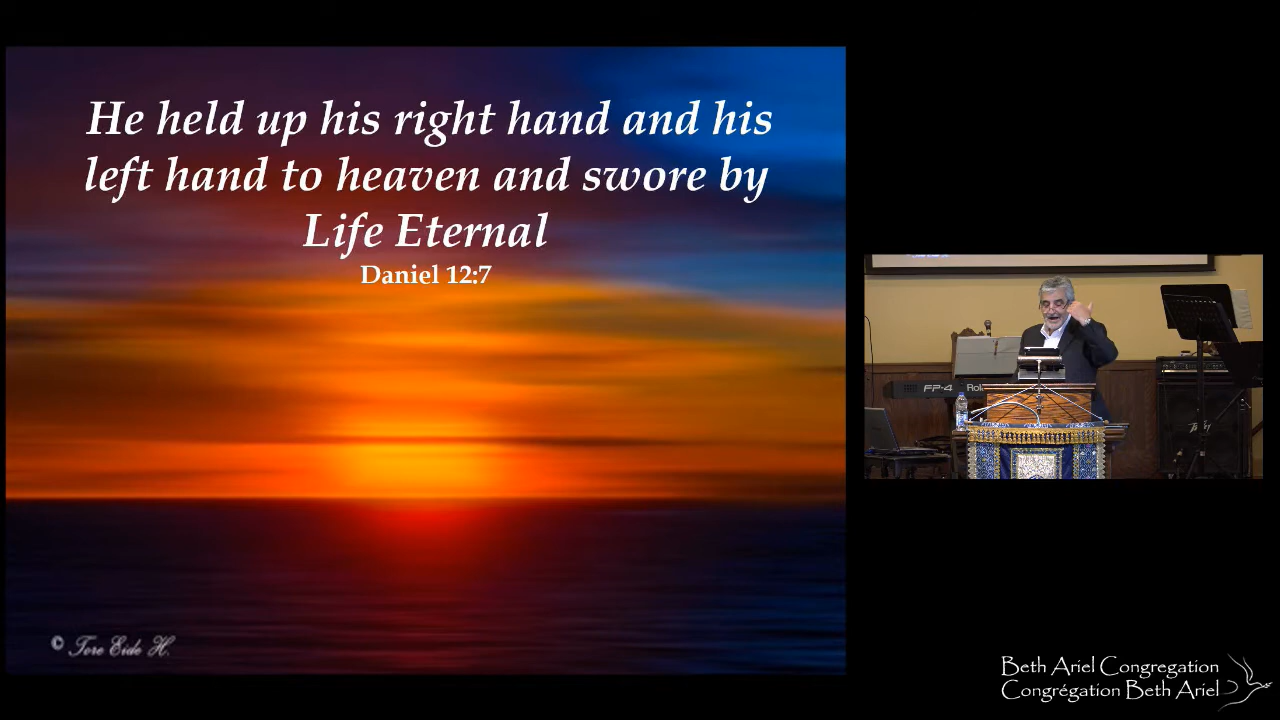 He held up his right hand and his
left hand to heaven and swore by
Life Eternal
Daniel 12:7
© Tore Eide H.
FP-4 Rol
Beth Ariel Congregation
Congrégation Beth Ariel